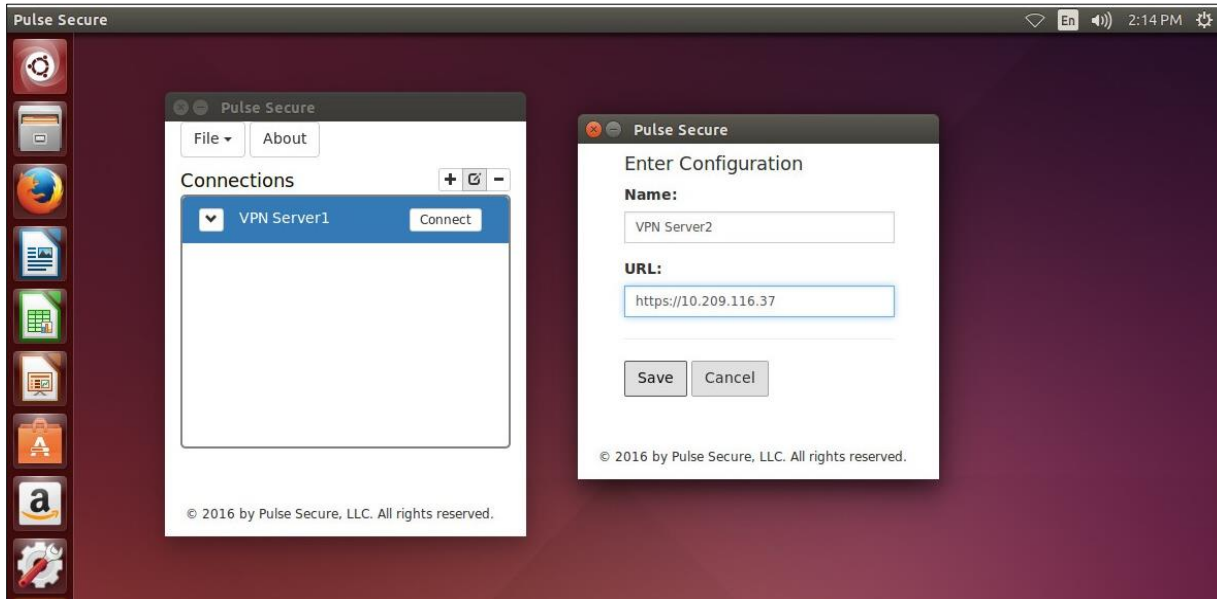 Pulse Secure
En 2:14 PM
Pulse Secure
File About
Connections
VPN Server1 Connect
© 2016 by Pulse Secure, LLC. All rights reserved.
Pulse Secure
Enter Configuration
Name:
VPN Server2
URL:
https://10.209.116.37
Save Cancel
© 2016 by Pulse Secure, LLC. All rights reserved.
A
a